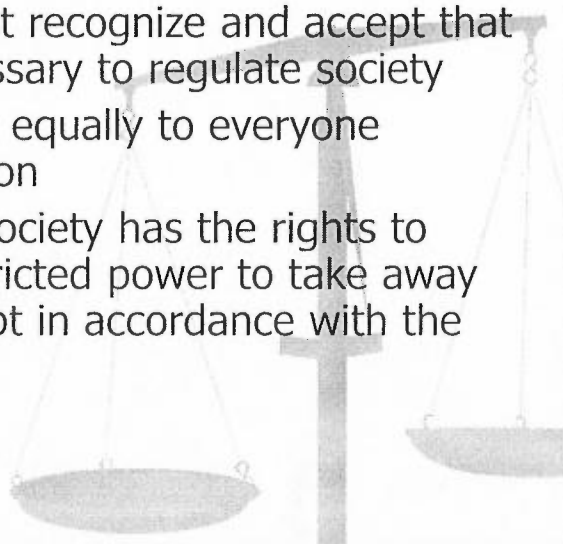 t recognize and accept that
ssary to regulate society
equally to everyone
on
ociety has the rights to
ricted power to take away
pt in accordance with the